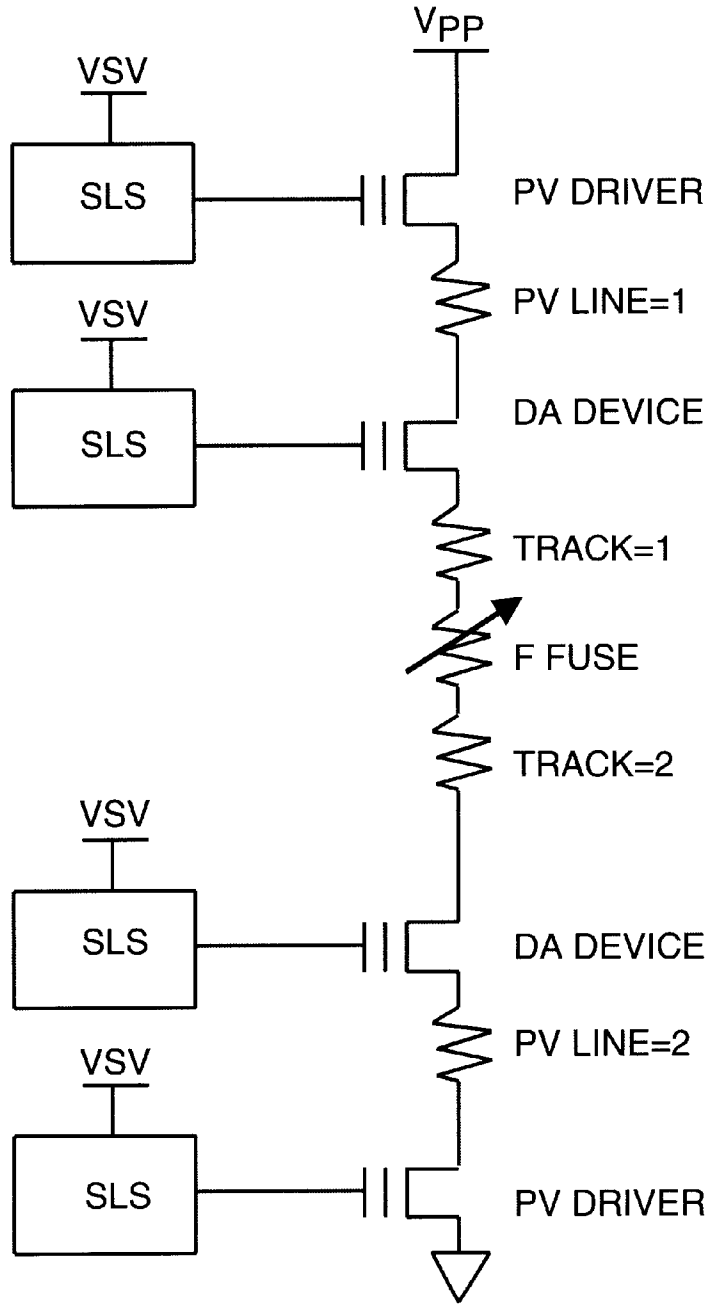 VPP
VSV
SLS
PV DRIVER
PV LINE=1
VSV
SLS
DA DEVICE
TRACK=1
F FUSE
TRACK=2
VSV
SLS
DA DEVICE
PV LINE=2
VSV
SLS
PV DRIVER